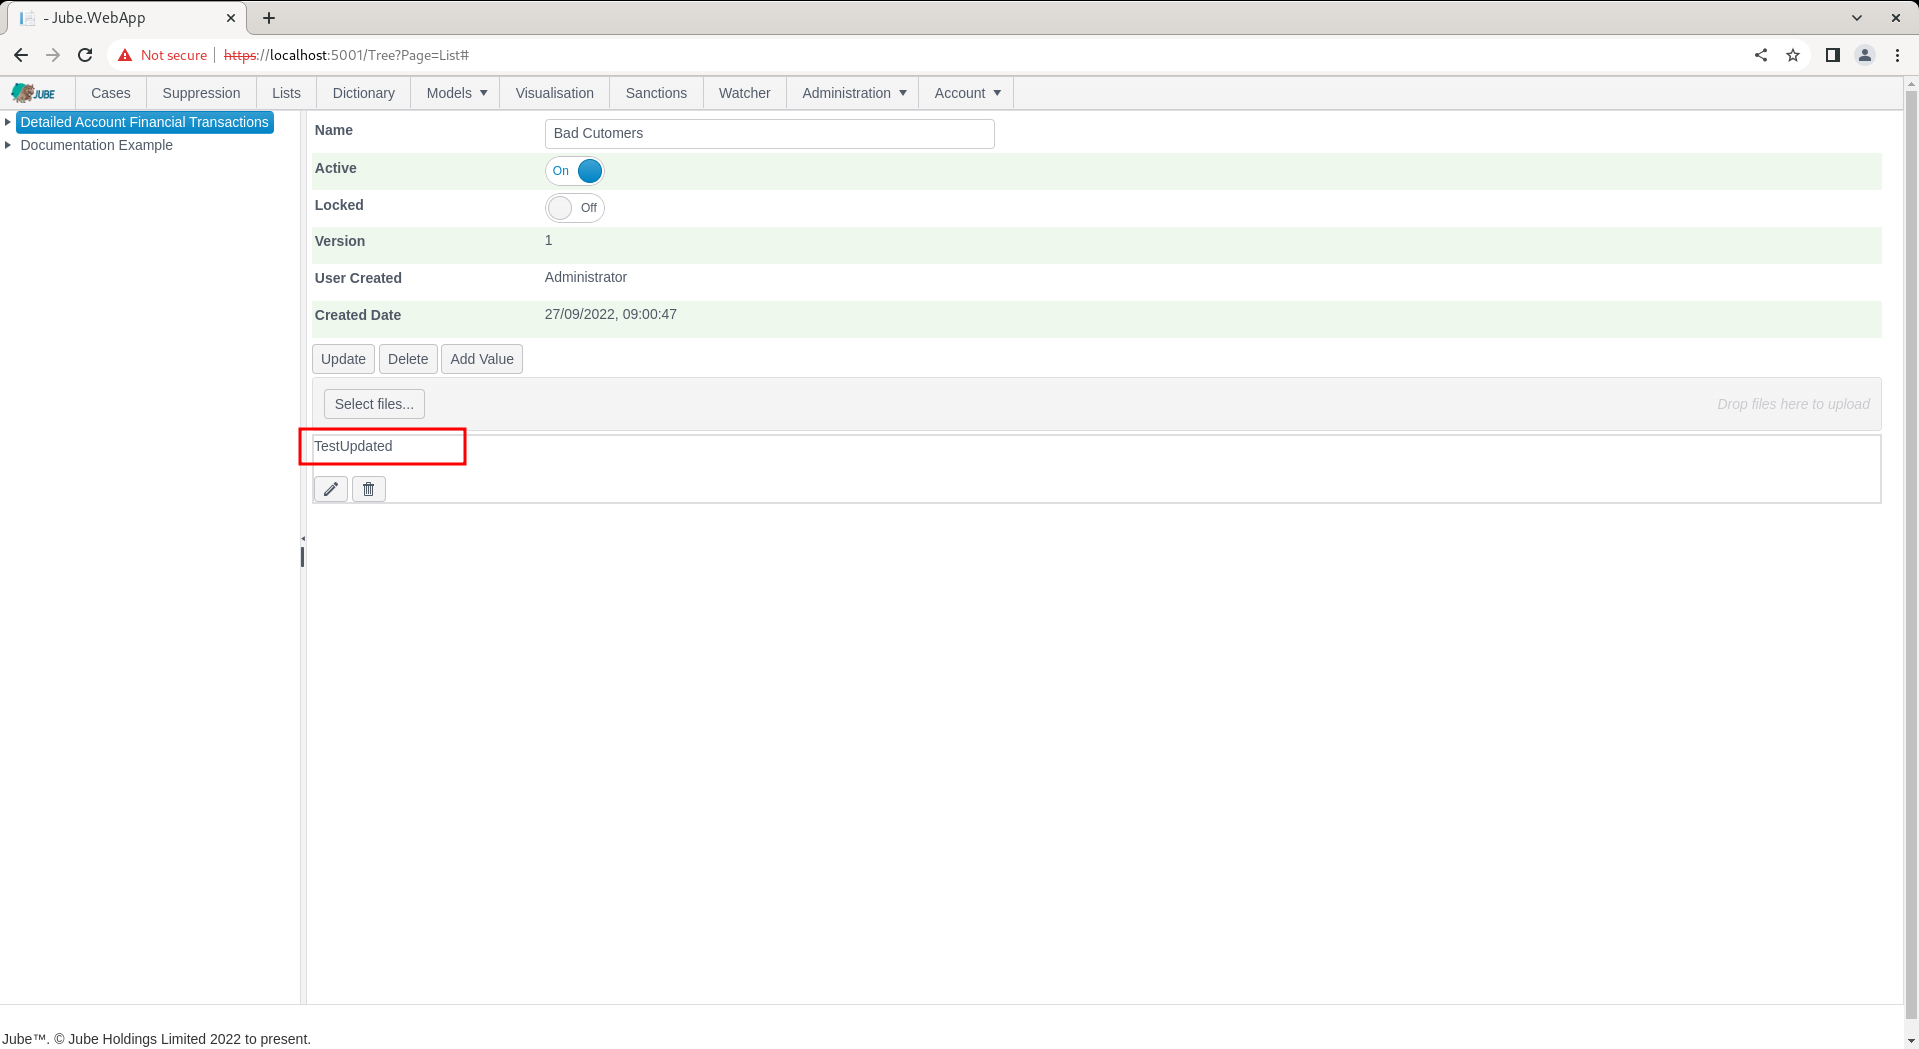 - Jube.WebApp
Not secure https://localhost:5001/Tree?Page=List#
JUBE Cases Suppression Lists Dictionary Models Visualisation Sanctions Watcher Administration Account
Detailed Account Financial Transactions
Documentation Example
Name Bad Cutomers
Active On
Locked Off
Version 1
User Created Administrator
Created Date 27/09/2022, 09:00:47
Update Delete Add Value
Select files... Drop files here to upload
TestUpdated
Jube™. © Jube Holdings Limited 2022 to present.